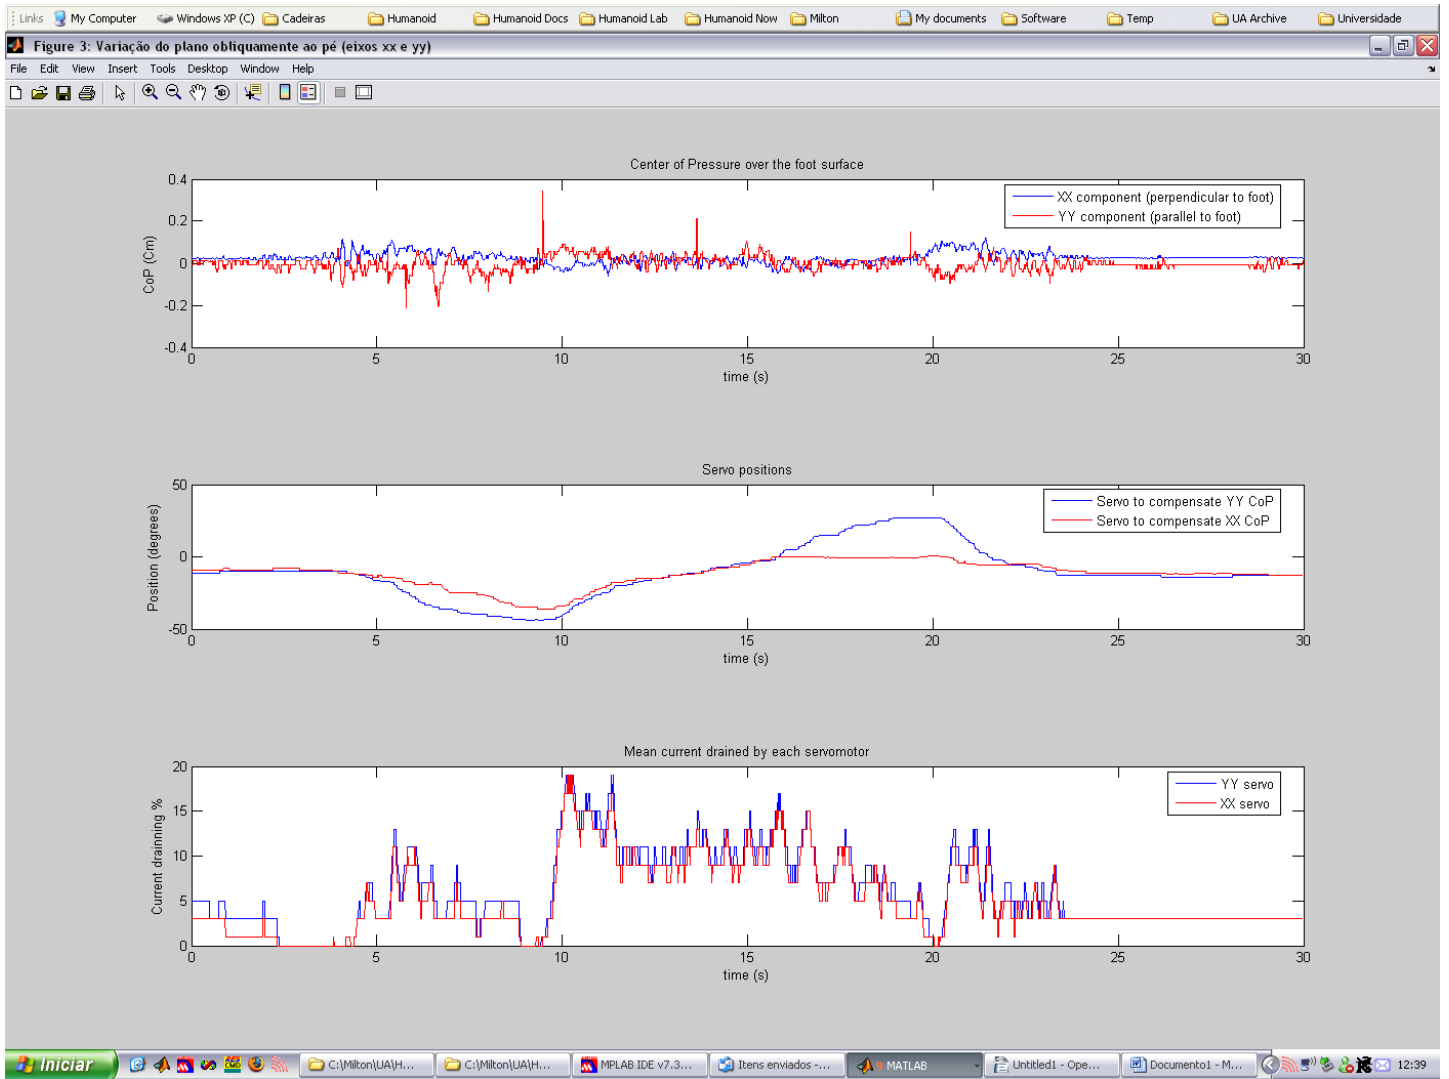 Links My Computer Windows XP (C) Cadeiras Humanoid Humanoid Docs Humanoid Lab Humanoid Now Milton My documents Software Temp UA Archive Universidade
Figure 3: Variação do plano obliquamente ao pé (eixos xx e yy)
File Edit View Insert Tools Desktop Window Help
Center of Pressure over the foot surface
0.4
0.2
0
-0.2
-0.4
CoP (Cm)
XX component (perpendicular to foot)
YY component (parallel to foot)
0 5 10 15 20 25 30
time (s)
Servo positions
50
0
-50
Position (degrees)
Servo to compensate YY CoP
Servo to compensate XX CoP
0 5 10 15 20 25 30
time (s)
Mean current drained by each servomotor
20
15
10
5
0
Current drainning %
YY servo
XX servo
0 5 10 15 20 25 30
time (s)
Iniciar C:\Milton\UA\H... C:\Milton\UA\H... MPLAB IDE v7.3... Itens enviados -... 9 MATLAB Untitled1 - Ope... Documento1 - M... 12:39